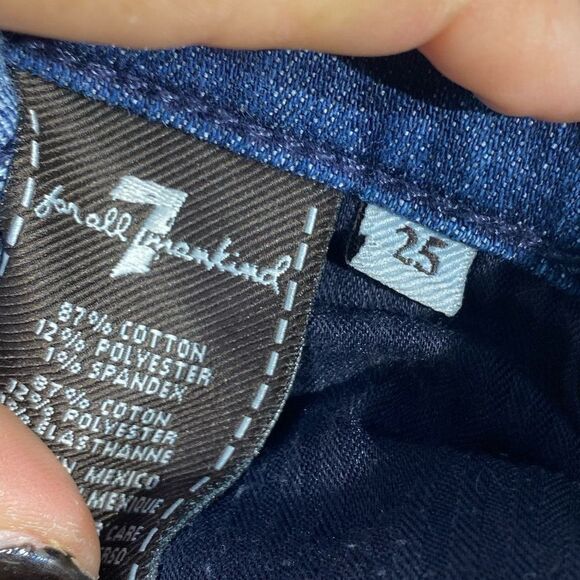 7
for all mankind
25
87% COTTON
12% POLYESTER
1% SPANDEX
87% COTON
12% POLYESTER
ELASTHANNE
MEXICO
MEXIQUE
CARE